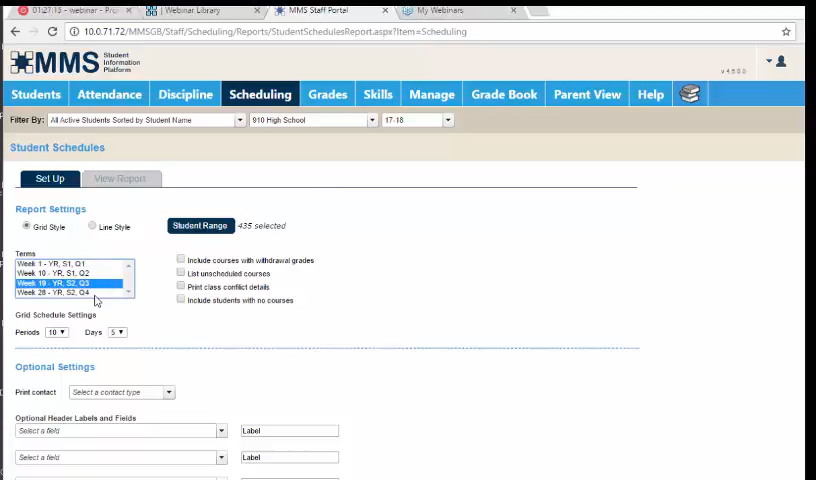 01:27:15 - webinar - Pro
Webinar Library
MMS Staff Portal
My Webinars
10.0.71.72/MMSGB/Staff/Scheduling/Reports/StudentSchedulesReport.aspx?Item=Scheduling
MMS Student Information Platform
v 4.5.0.0
Students Attendance Discipline Scheduling Grades Skills Manage Grade Book Parent View Help
Filter By: All Active Students Sorted by Student Name 910 High School 17-18
Student Schedules
Set Up View Report
Report Settings
Grid Style Line Style Student Range 435 selected
Terms
Week 1 - YR, S1, Q1
Week 10 - YR, S1, Q2
Week 19 - YR, S2, Q3
Week 28 - YR, S2, Q4
Include courses with withdrawal grades
List unscheduled courses
Print class conflict details
Include students with no courses
Grid Schedule Settings
Periods 10 Days 5
Optional Settings
Print contact Select a contact type
Optional Header Labels and Fields
Select a field Label
Select a field Label